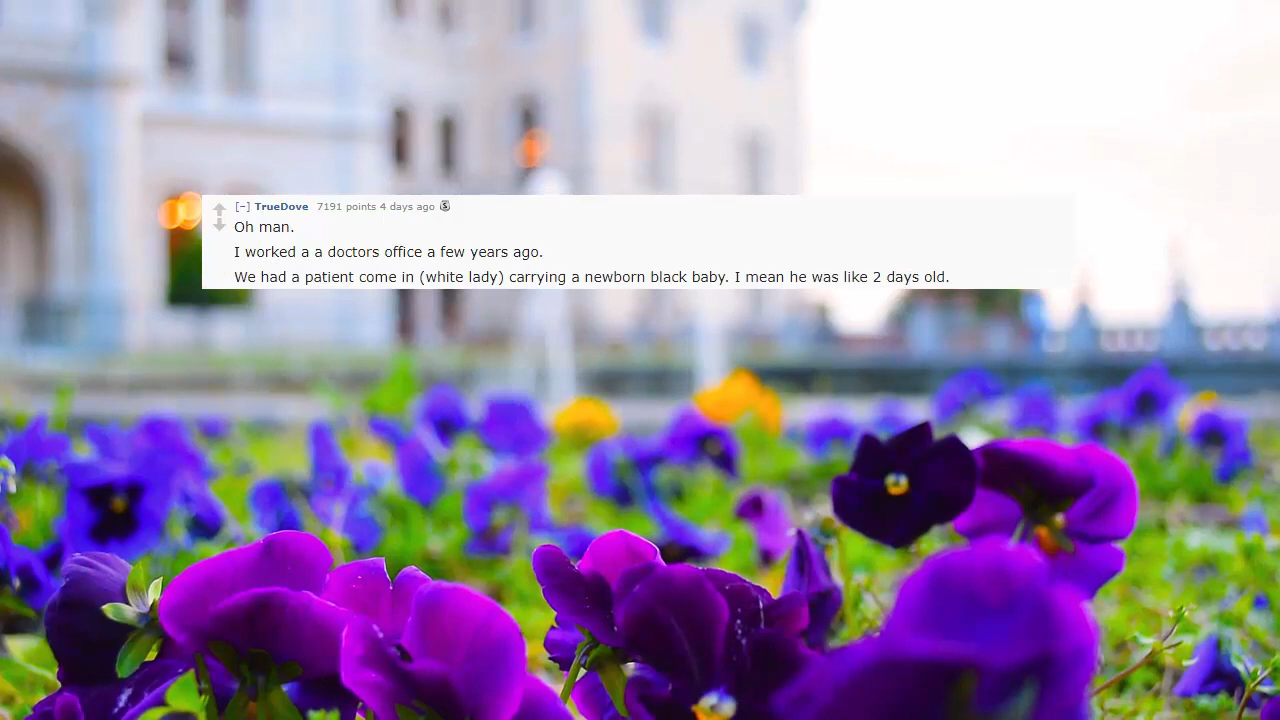 [–] TrueDove 7191 points 4 days ago
Oh man.
I worked a a doctors office a few years ago.
We had a patient come in (white lady) carrying a newborn black baby. I mean he was like 2 days old.